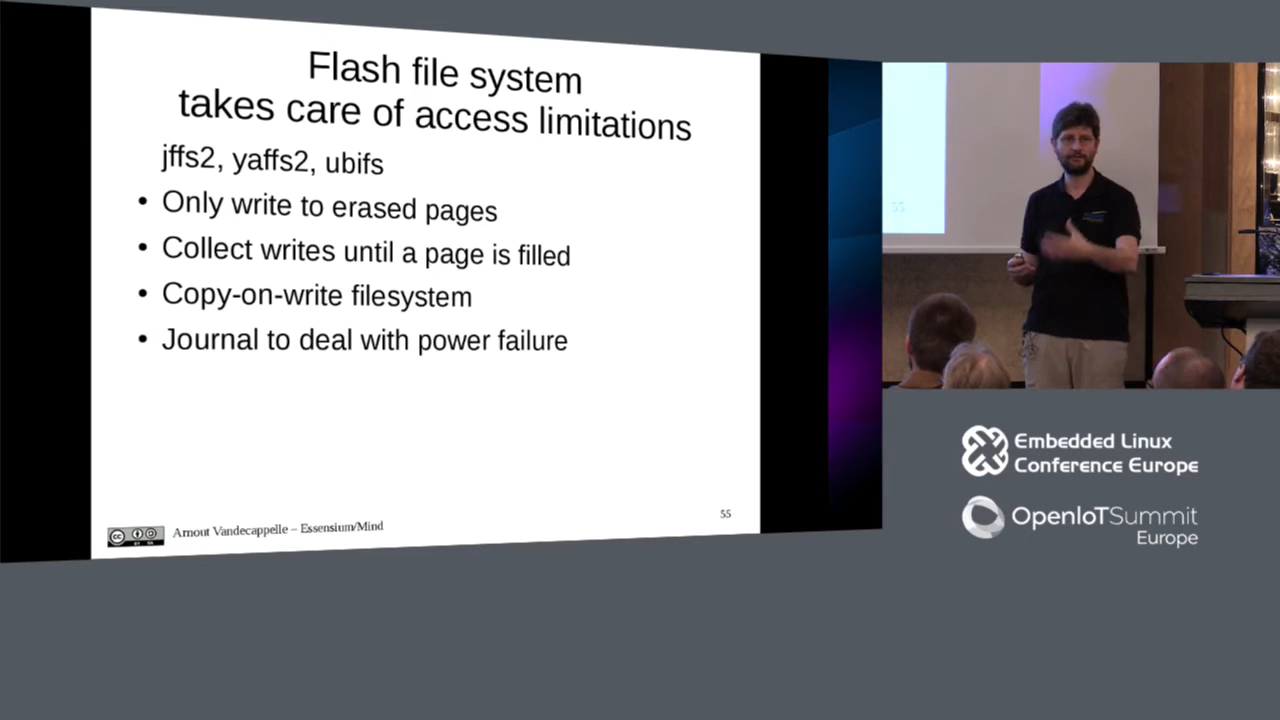 Flash file system
takes care of access limitations
jffs2, yaffs2, ubifs
• Only write to erased pages
• Collect writes until a page is filled
• Copy-on-write filesystem
• Journal to deal with power failure
Arnout Vandecappelle – Essensium/Mind
55
55
Embedded Linux
Conference Europe
OpenIoTSummit
Europe